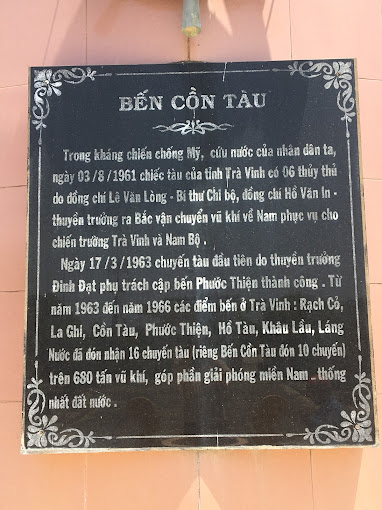 BẾN CỒN TÀU
Trong kháng chiến chống Mỹ, cứu nước của nhân dân ta,
ngày 03/8/1961 chiếc tàu của tỉnh Trà Vinh có 06 thủy thủ
do đồng chí Lê Văn Lòng - Bí thư Chi bộ, đồng chí Hồ Văn In -
thuyền trưởng ra Bắc vận chuyển vũ khí về Nam phục vụ cho
chiến trường Trà Vinh và Nam Bộ.
Ngày 17/3/1963 chuyến tàu đầu tiên do thuyền trưởng
Đinh Đạt phụ trách cập bến Phước Thiện thành công. Từ
năm 1963 đến năm 1966 các điểm bến ở Trà Vinh: Rạch Cỏ,
La Ghi, Cồn Tàu, Phước Thiện, Hồ Tàu, Khâu Lầu, Láng
Nước đã đón nhận 16 chuyến tàu (riêng Bến Cồn Tàu đón 10 chuyến)
trên 680 tấn vũ khí, góp phần giải phóng miền Nam - thống
nhất đất nước.